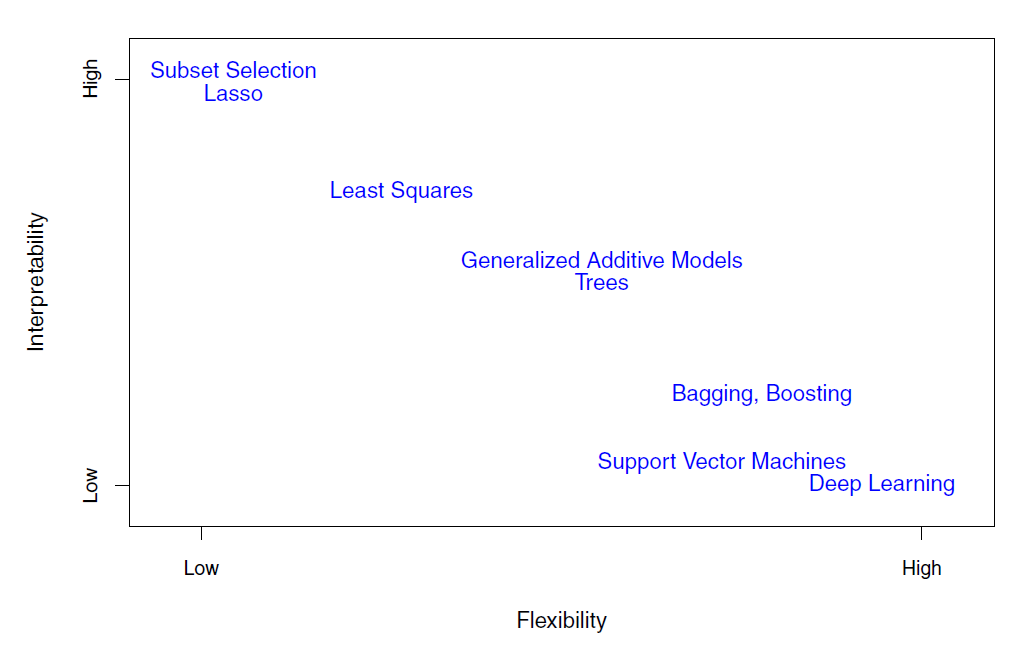 High
Subset Selection
Lasso
Least Squares
Interpretability
Generalized Additive Models
Trees
Bagging, Boosting
Support Vector Machines
Low
Deep Learning
Low
High
Flexibility